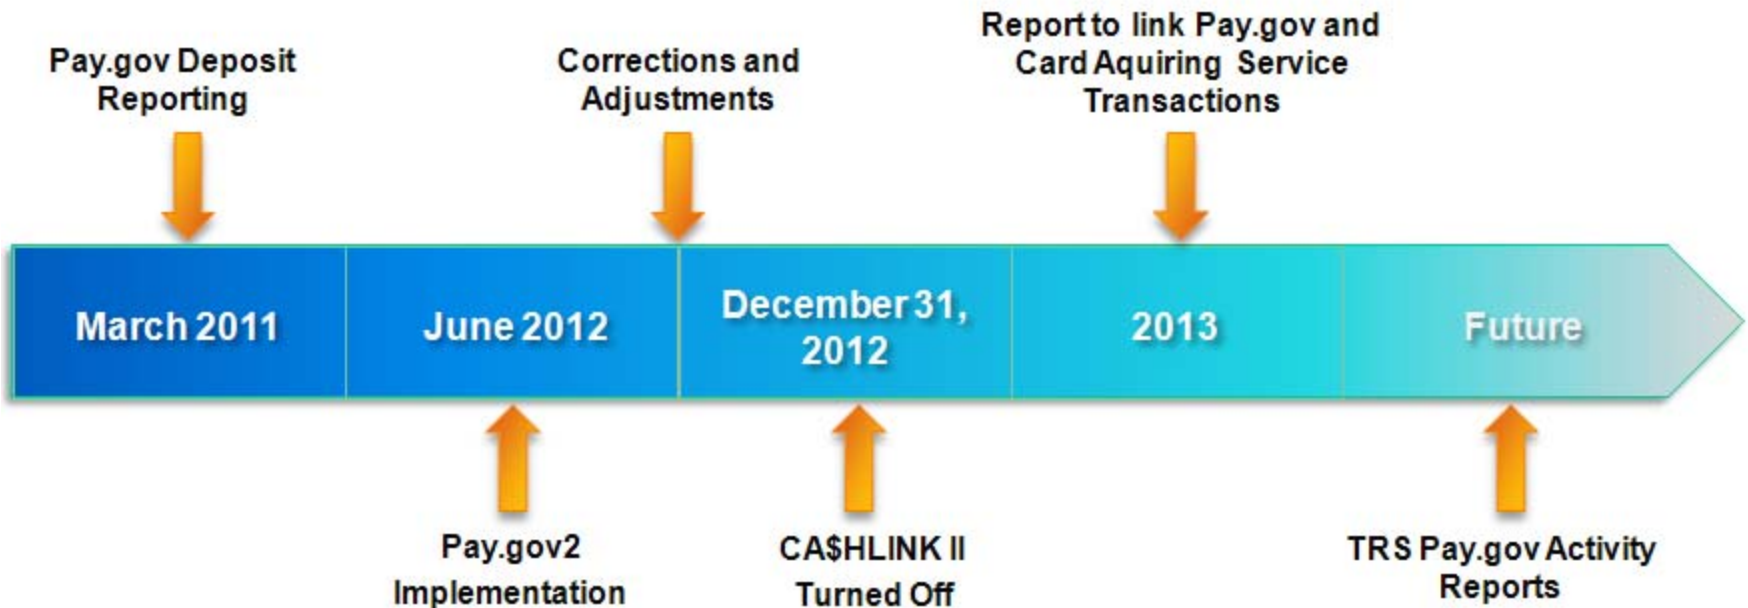 Report to link Pay.gov and
Card Aquiring Service
Transactions
Pay.gov Deposit
Reporting
Corrections and
Adjustments
March 2011
June 2012
December 31,
2012
2013
Future
Pay.gov2
Implementation
CA$HLINK II
Turned Off
TRS Pay.gov Activity
Reports